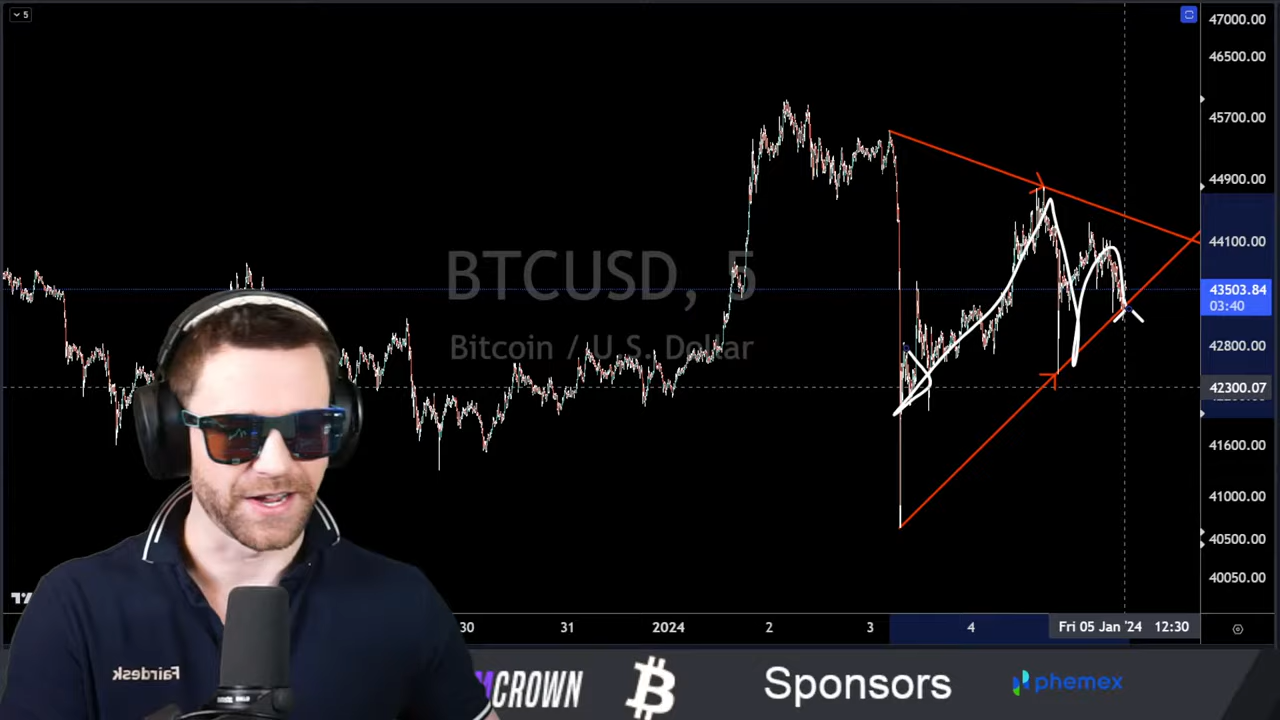 5
BTCUSD, 5
Bitcoin / U.S. Dollar
47000.00
46500.00
45700.00
44900.00
44100.00
43503.84
03:40
42800.00
42300.07
41600.00
41000.00
40500.00
40050.00
30
31
2024
2
3
4
Fri 05 Jan '24 12:30
Fairdesk
CROWN
Sponsors
phemex